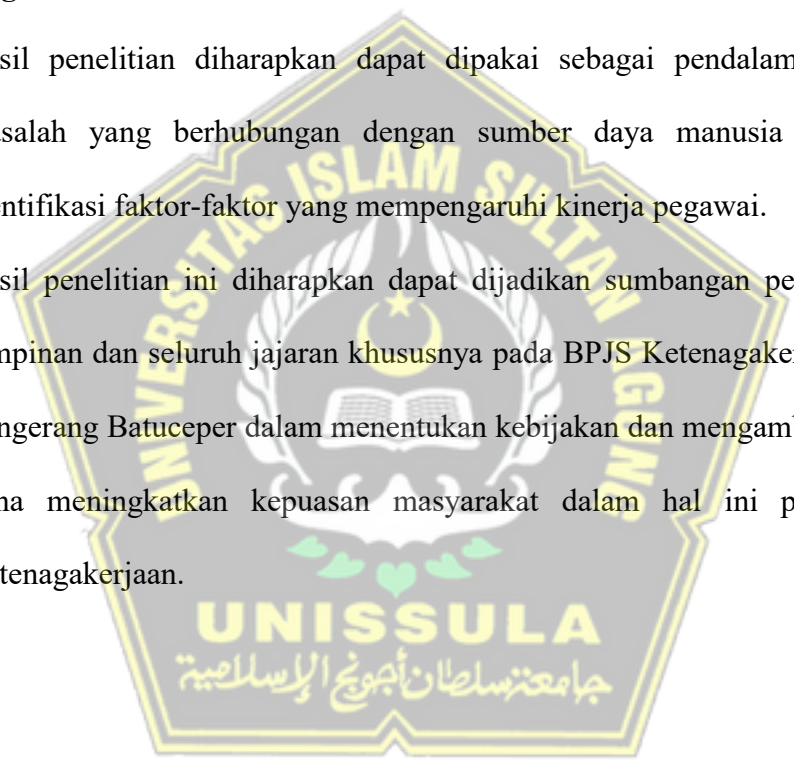 g
sil penelitian diharapkan dapat dipakai sebagai pendalam
salah yang berhubungan dengan sumber daya manusia
entifikasi faktor-faktor yang mempengaruhi kinerja pegawai.
sil penelitian ini diharapkan dapat dijadikan sumbangan pe
mpinan dan seluruh jajaran khususnya pada BPJS Ketenagaker
ngerang Batuceper dalam menentukan kebijakan dan mengamb
na meningkatkan kepuasan masyarakat dalam hal ini p
tenagakerjaan.
UNIVERSITAS ISLAM SULTAN AGUNG
UNISSULA
جامعة سلطان أجونج الإسلامية